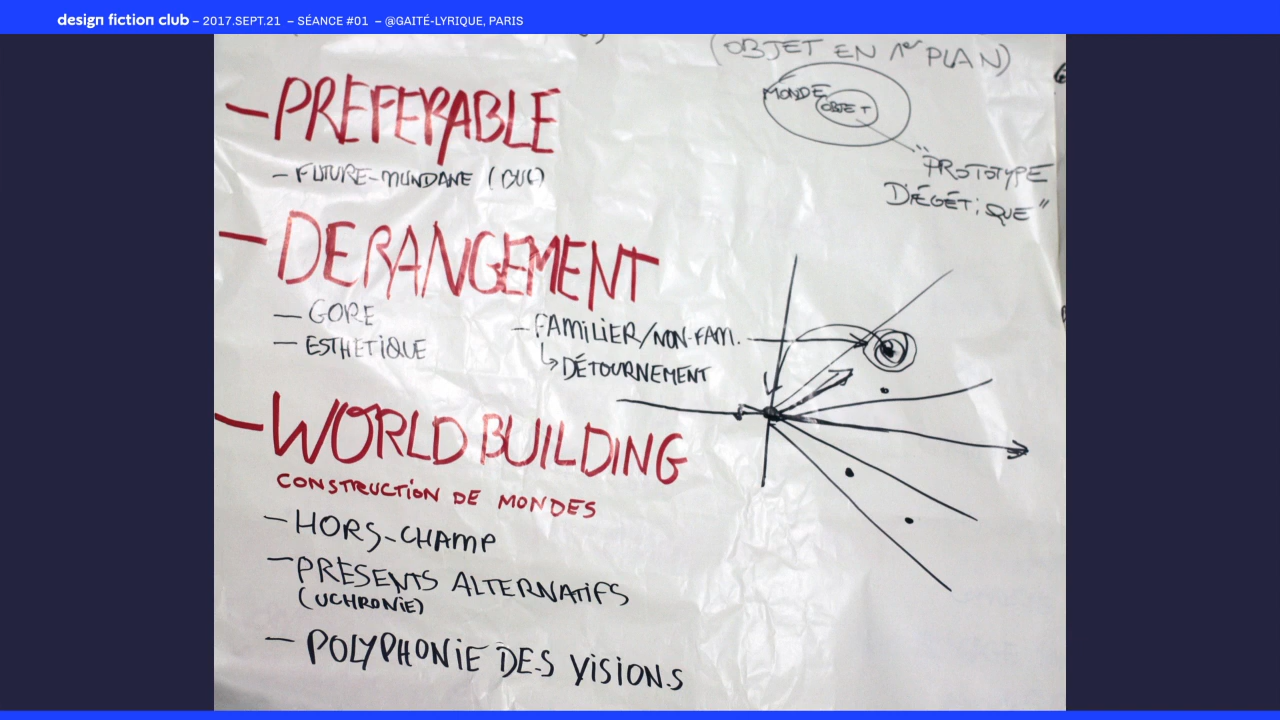 design fiction club – 2017.SEPT.21 – SÉANCE #01 – @GAITÉ-LYRIQUE, PARIS
(OBJET EN 1er PLAN)
MONDE
OBJET
"PROTOTYPE
DIÉGÉTIQUE"
– PREFERABLE
– FUTURE-MUNDANE
– DERANGEMENT
– GORE
– ESTHETIQUE
– FAMILIER/NON-FAM.
↳ DÉTOURNEMENT
– WORLD BUILDING
CONSTRUCTION DE MONDES
– HORS-CHAMP
– PRESENTS ALTERNATIFS
(UCHRONIE)
– POLYPHONIE DES VISIONS